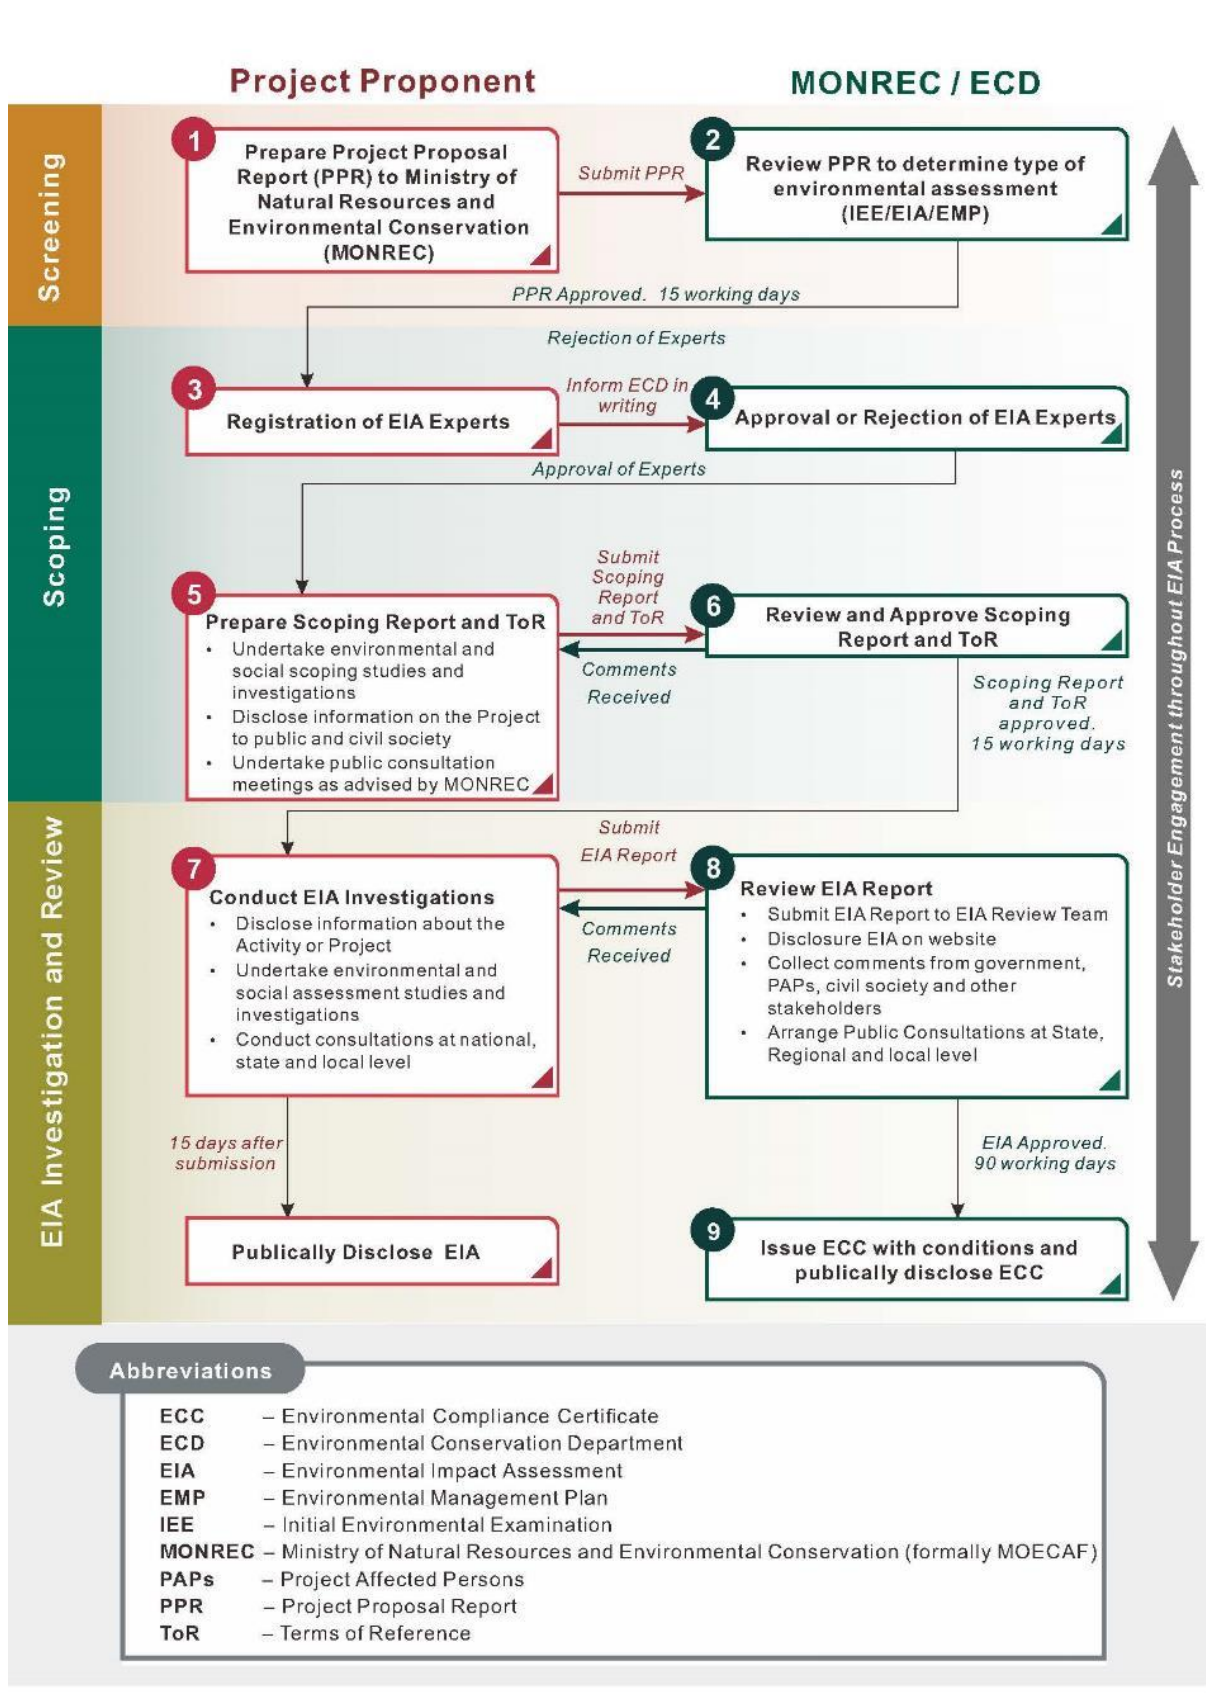 Project Proponent
MONREC / ECD
Screening
1
Prepare Project Proposal
Report (PPR) to Ministry of
Natural Resources and
Environmental Conservation
(MONREC)
Submit PPR
2
Review PPR to determine type of
environmental assessment
(IEE/EIA/EMP)
PPR Approved. 15 working days
Scoping
Rejection of Experts
3
Registration of EIA Experts
Inform ECD in
writing
4
Approval or Rejection of EIA Experts
Approval of Experts
5
Prepare Scoping Report and ToR
• Undertake environmental and
social scoping studies and
investigations
• Disclose information on the Project
to public and civil society
• Undertake public consultation
meetings as advised by MONREC
Submit
Scoping
Report
and ToR
Comments
Received
6
Review and Approve Scoping
Report and ToR
Scoping Report
and ToR
approved.
15 working days
EIA Investigation and Review
7
Conduct EIA Investigations
• Disclose information about the
Activity or Project
• Undertake environmental and
social assessment studies and
investigations
• Conduct consultations at national,
state and local level
Submit
EIA Report
Comments
Received
8
Review EIA Report
• Submit EIA Report to EIA Review Team
• Disclosure EIA on website
• Collect comments from government,
PAPs, civil society and other
stakeholders
• Arrange Public Consultations at State,
Regional and local level
15 days after
submission
EIA Approved.
90 working days
Publically Disclose EIA
9
Issue ECC with conditions and
publically disclose ECC
Stakeholder Engagement throughout EIA Process
Abbreviations
ECC – Environmental Compliance Certificate
ECD – Environmental Conservation Department
EIA – Environmental Impact Assessment
EMP – Environmental Management Plan
IEE – Initial Environmental Examination
MONREC – Ministry of Natural Resources and Environmental Conservation (formally MOECAF)
PAPs – Project Affected Persons
PPR – Project Proposal Report
ToR – Terms of Reference